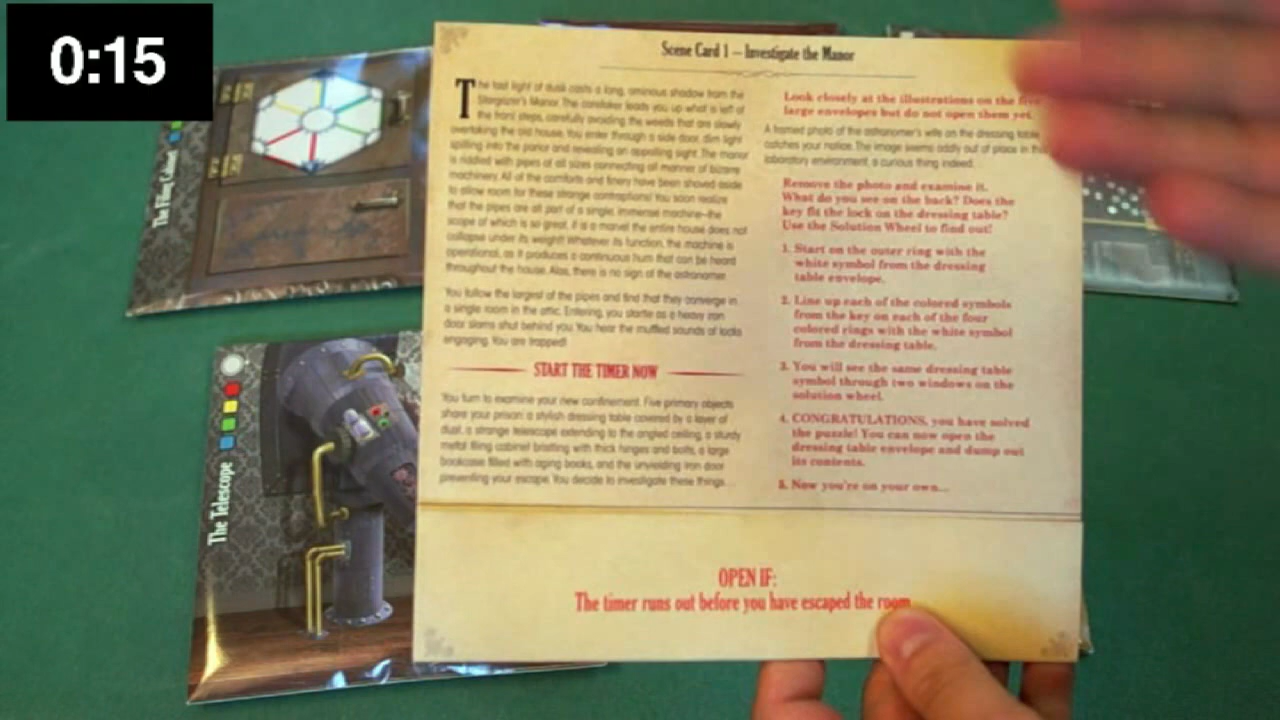 0:15
Scene Card 1 – Investigate the Manor
The last light of dusk casts a long, ominous shadow from the
Stargazer's Manor. The caretaker leads you up what is left of
the front steps, carefully avoiding the weeds that are slowly
overtaking the old house. You enter through a side door, dim light
spilling into the parlor and revealing an appalling sight. The manor
is riddled with pipes of all sizes connecting all manner of bizarre
machinery. All of the comforts and finery have been shoved aside
to allow room for these strange contraptions! You soon realize
that the pipes are all part of a single, immense machine–the
scope of which is so great, it is a marvel the entire house does not
collapse under its weight! Whatever its function, the machine is
operational, as it produces a continuous hum that can be heard
throughout the house. Alas, there is no sign of the astronomer.
You follow the largest of the pipes and find that they converge in
a single room in the attic. Entering, you startle as a heavy iron
door slams shut behind you. You hear the muffled sounds of locks
engaging. You are trapped!
START THE TIMER NOW
You turn to examine your new confinement. Five primary objects
share your prison: a stylish dressing table covered by a layer of
dust, a strange telescope extending to the angled ceiling, a sturdy
metal filing cabinet bristling with thick hinges and bolts, a large
bookcase filled with aging books, and the unyielding iron door
preventing your escape. You decide to investigate these things...
Look closely at the illustrations on the five
large envelopes but do not open them yet.
A framed photo of the astronomer's wife on the dressing table
catches your notice. The image seems oddly out of place in this
laboratory environment, a curious thing indeed.
Remove the photo and examine it.
What do you see on the back? Does the
key fit the lock on the dressing table?
Use the Solution Wheel to find out!
1. Start on the outer ring with the
white symbol from the dressing
table envelope.
2. Line up each of the colored symbols
from the key on each of the four
colored rings with the white symbol
from the dressing table.
3. You will see the same dressing table
symbol through two windows on the
solution wheel.
4. CONGRATULATIONS, you have solved
the puzzle! You can now open the
dressing table envelope and dump out
its contents.
5. Now you're on your own...
OPEN IF:
The timer runs out before you have escaped the room.
The Filing Cabinet
The Telescope